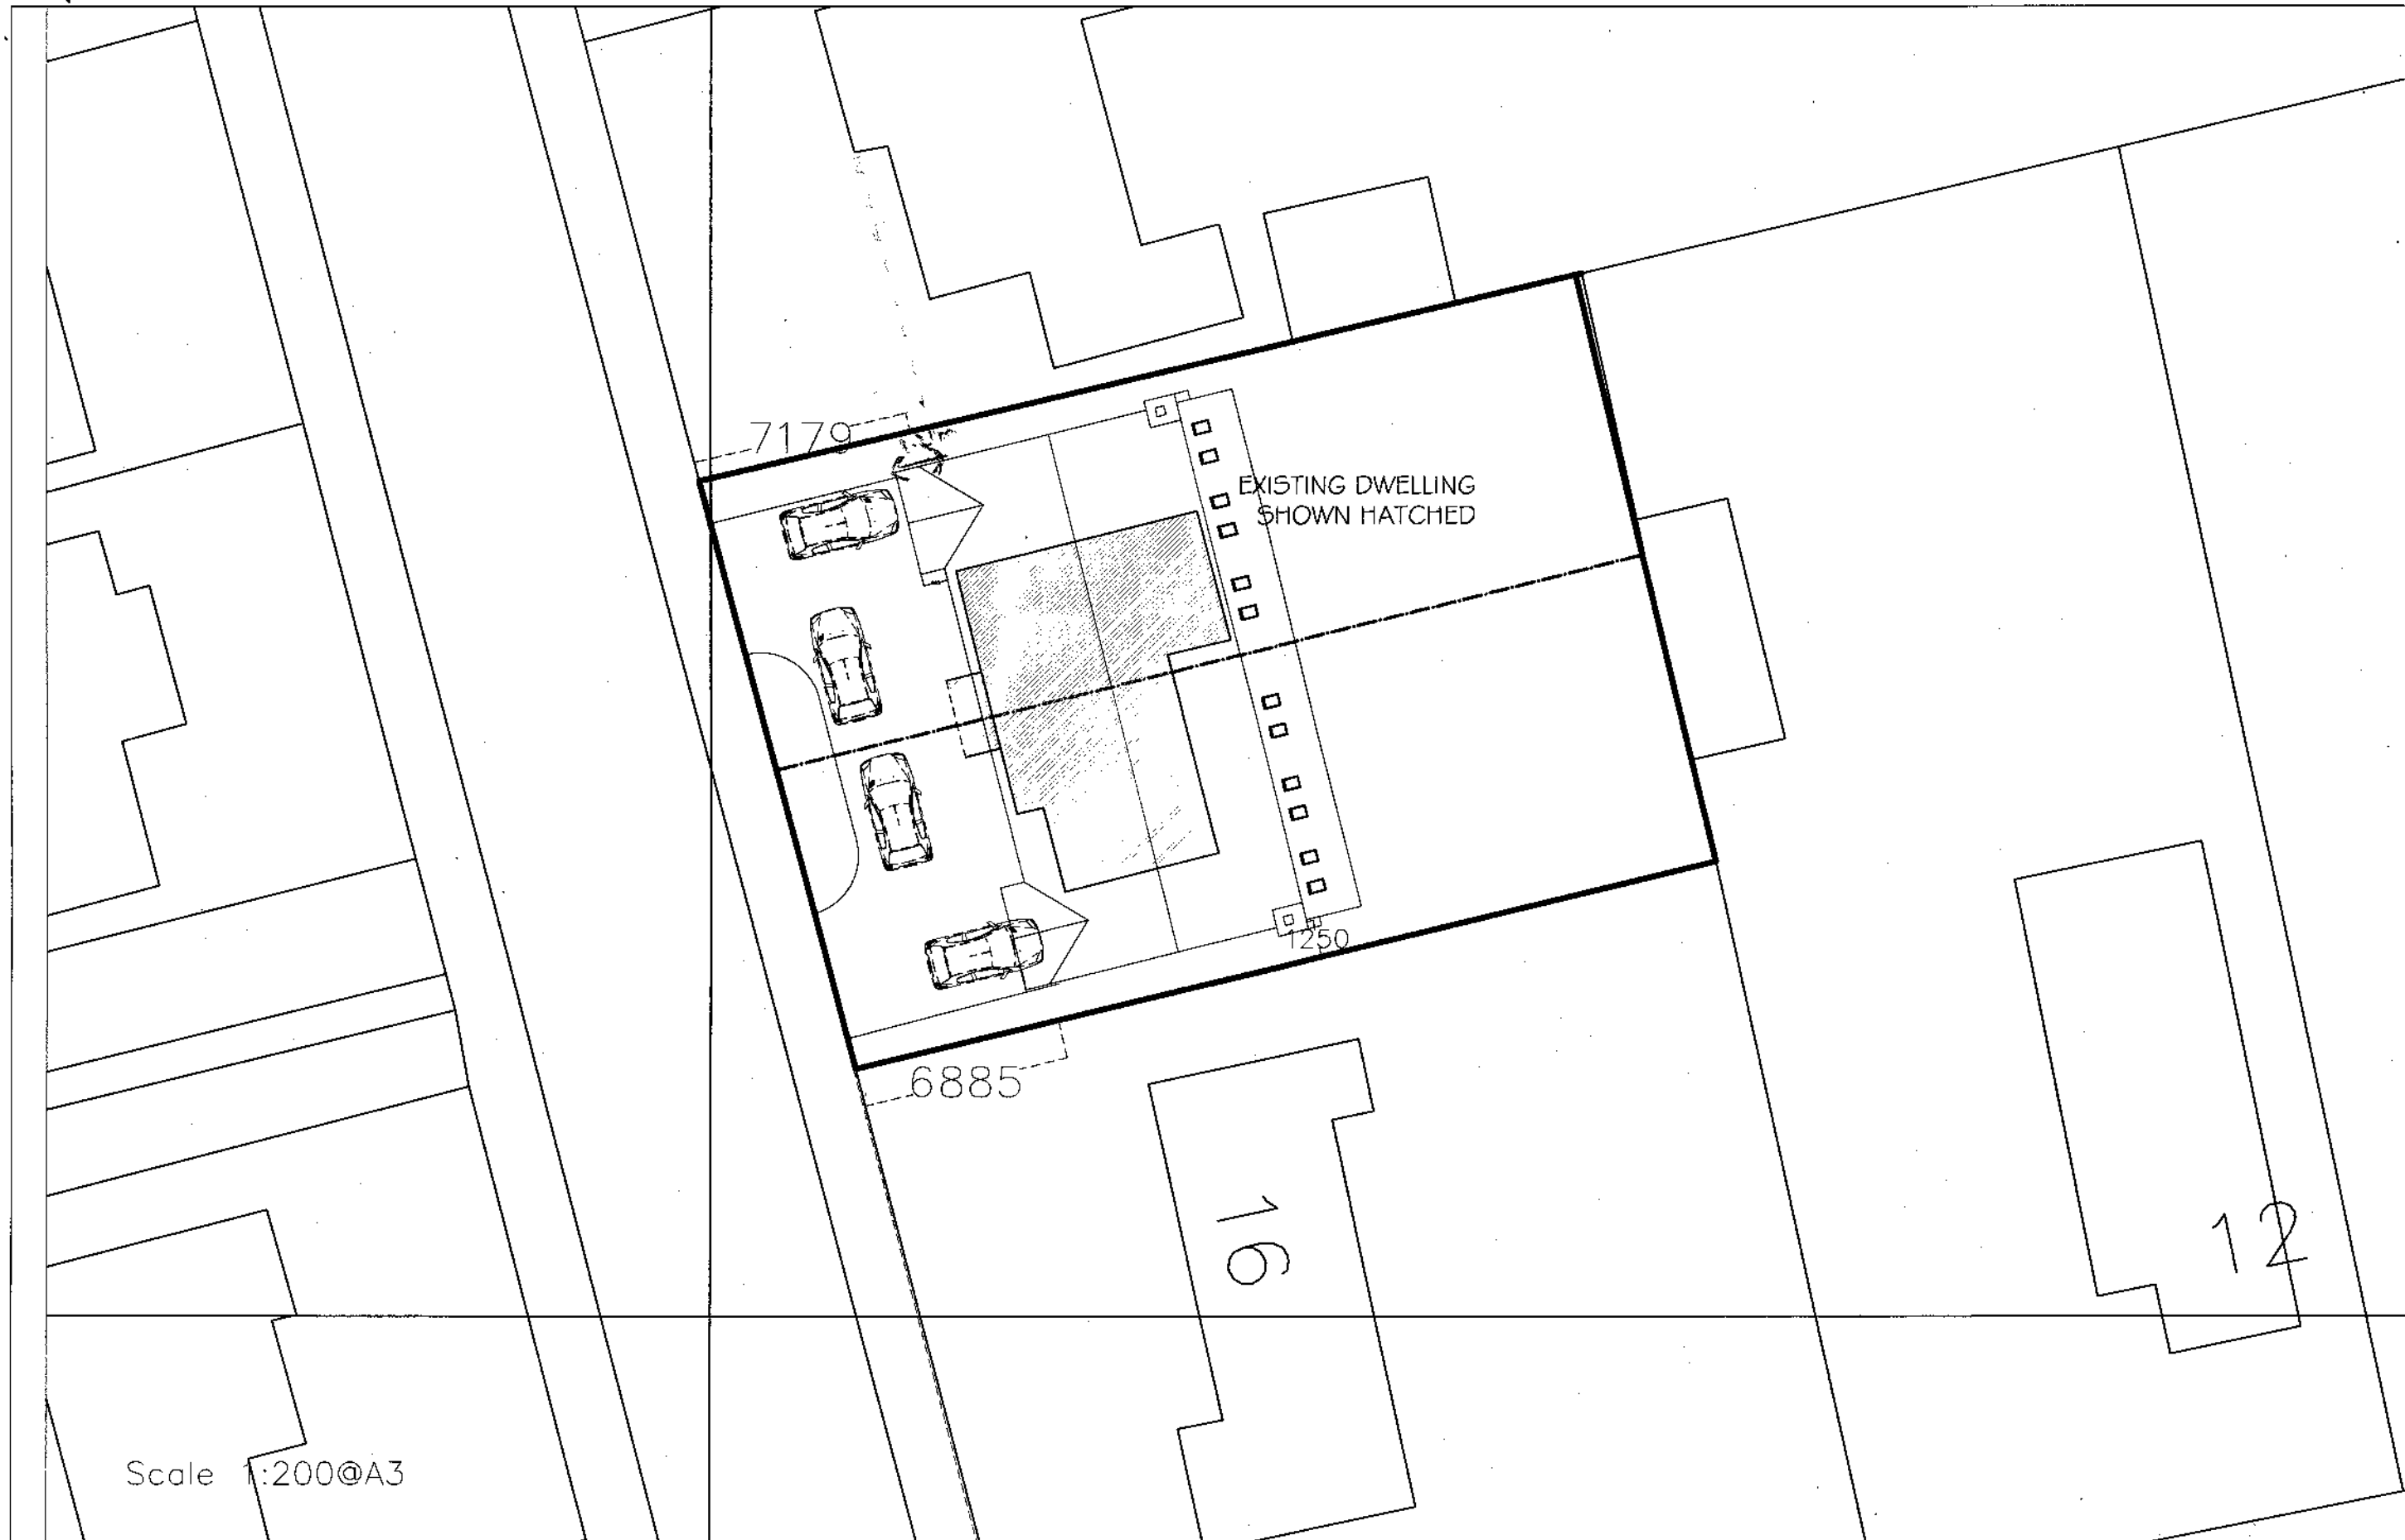 7179
EXISTING DWELLING
SHOWN HATCHED
1250
6885
16
12
Scale 1:200@A3